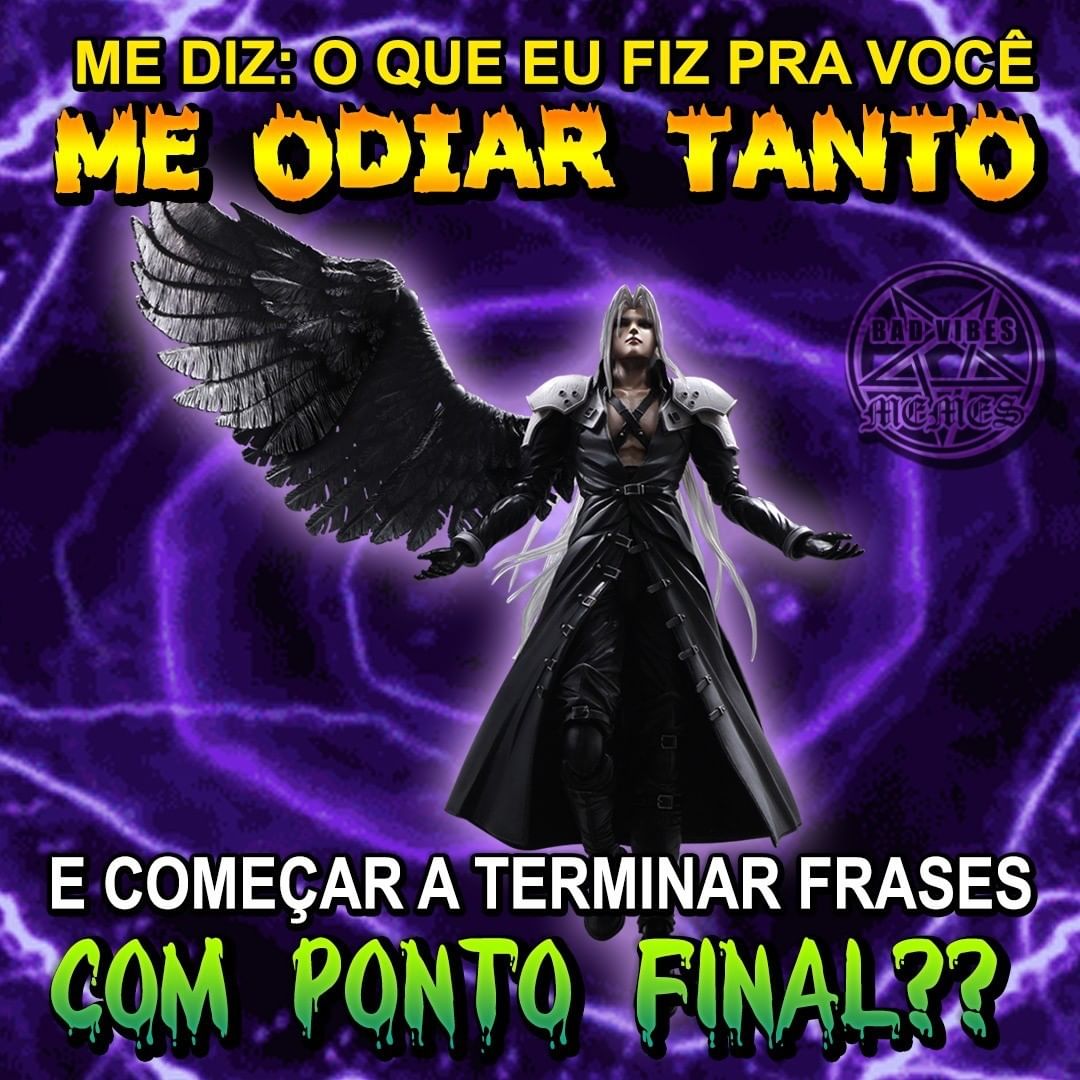 ME DIZ: O QUE EU FIZ PRA VOCÊ
ME ODIAR TANTO
BAD VIBES
MEMES
E COMEÇAR A TERMINAR FRASES
COM PONTO FINAL??